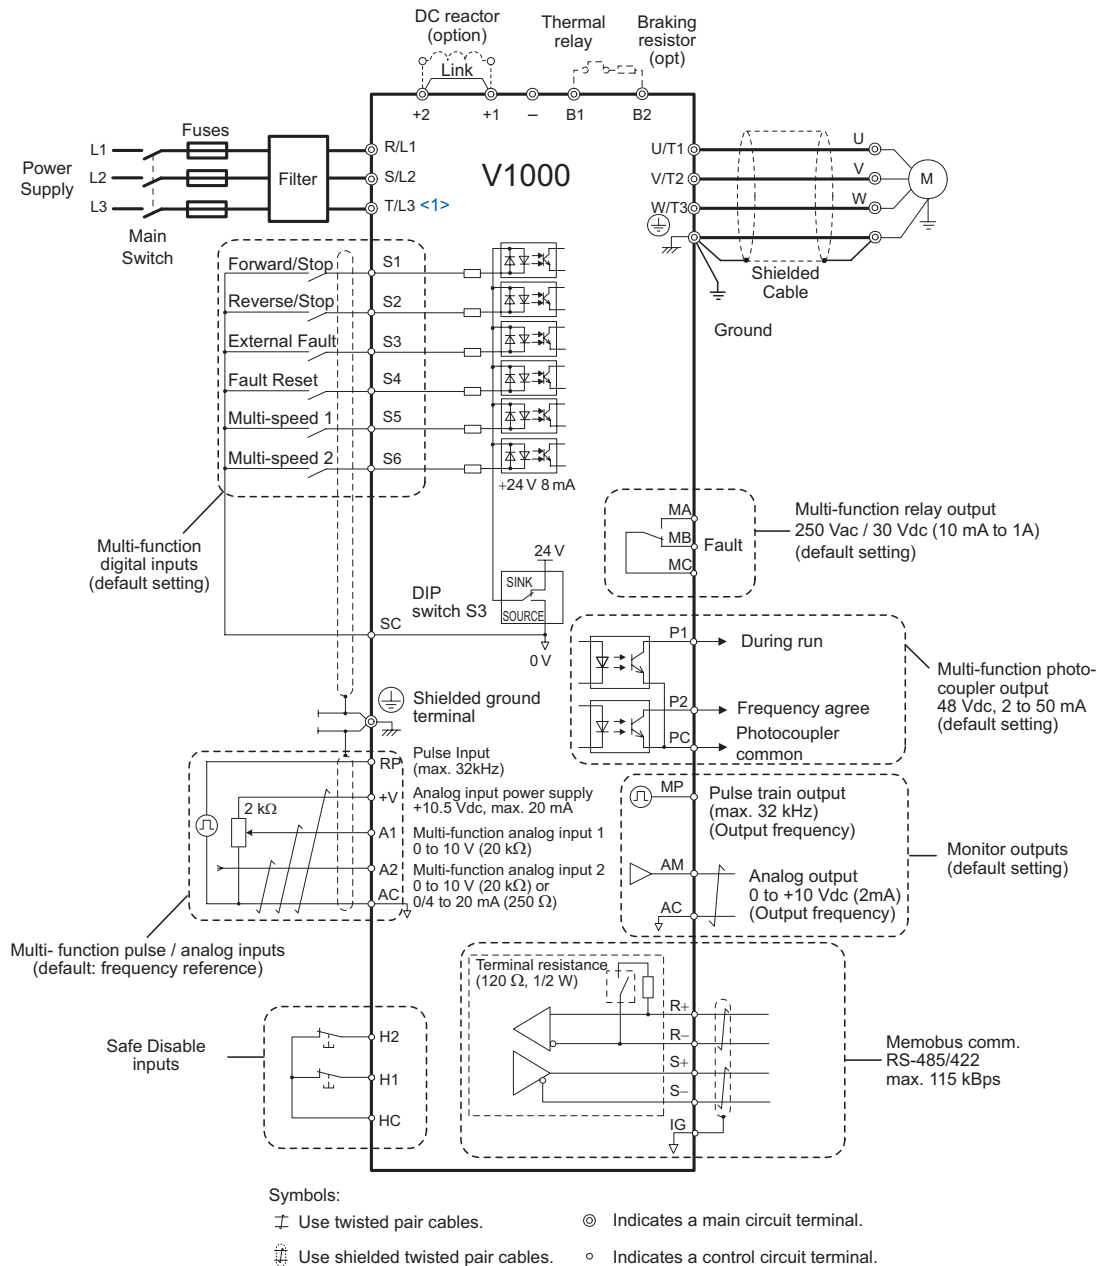 DC reactor
(option)
Link
Thermal
relay
Braking
resistor
(opt)
+2
+1
–
B1
B2
Power
Supply
L1
L2
L3
Fuses
Filter
Main
Switch
R/L1
S/L2
T/L3 <1>
V1000
U/T1
V/T2
W/T3
U
V
W
M
Shielded
Cable
Ground
Forward/Stop
S1
Reverse/Stop
S2
External Fault
S3
Fault Reset
S4
Multi-speed 1
S5
Multi-speed 2
S6
+24 V 8 mA
Multi-function
digital inputs
(default setting)
24 V
SINK
DIP
switch S3
SOURCE
SC
0 V
MA
MB
MC
Fault
Multi-function relay output
250 Vac / 30 Vdc (10 mA to 1A)
(default setting)
P1
During run
P2
Frequency agree
PC
Photocoupler
common
Multi-function photo-
coupler output
48 Vdc, 2 to 50 mA
(default setting)
Shielded ground
terminal
RP
Pulse Input
(max. 32kHz)
+V
Analog input power supply
+10.5 Vdc, max. 20 mA
2 kΩ
A1
Multi-function analog input 1
0 to 10 V (20 kΩ)
A2
Multi-function analog input 2
0 to 10 V (20 kΩ) or
0/4 to 20 mA (250 Ω)
AC
Multi- function pulse / analog inputs
(default: frequency reference)
MP
Pulse train output
(max. 32 kHz)
(Output frequency)
AM
Analog output
0 to +10 Vdc (2mA)
(Output frequency)
AC
Monitor outputs
(default setting)
Safe Disable
inputs
H2
H1
HC
Terminal resistance
(120 Ω, 1/2 W)
R+
R–
S+
S–
IG
Memobus comm.
RS-485/422
max. 115 kBps
Symbols:
Use twisted pair cables.
Indicates a main circuit terminal.
Use shielded twisted pair cables.
Indicates a control circuit terminal.